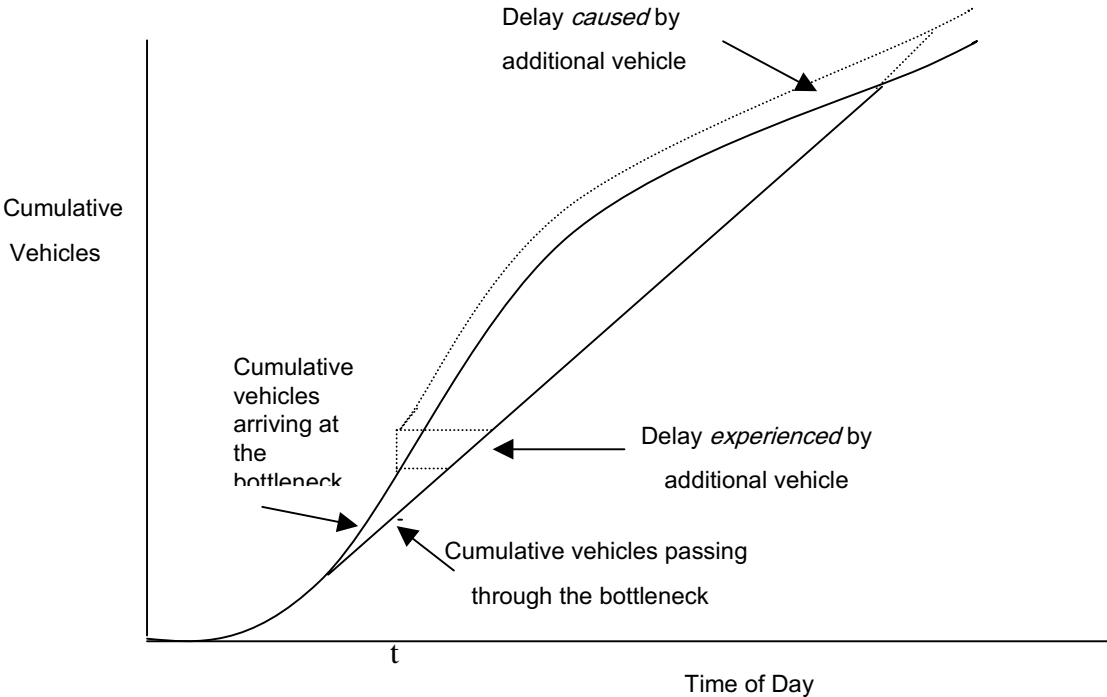 Delay caused by
additional vehicle
Cumulative
Vehicles
Cumulative
vehicles
arriving at
the
bottleneck
Delay experienced by
additional vehicle
Cumulative vehicles passing
through the bottleneck
t
Time of Day